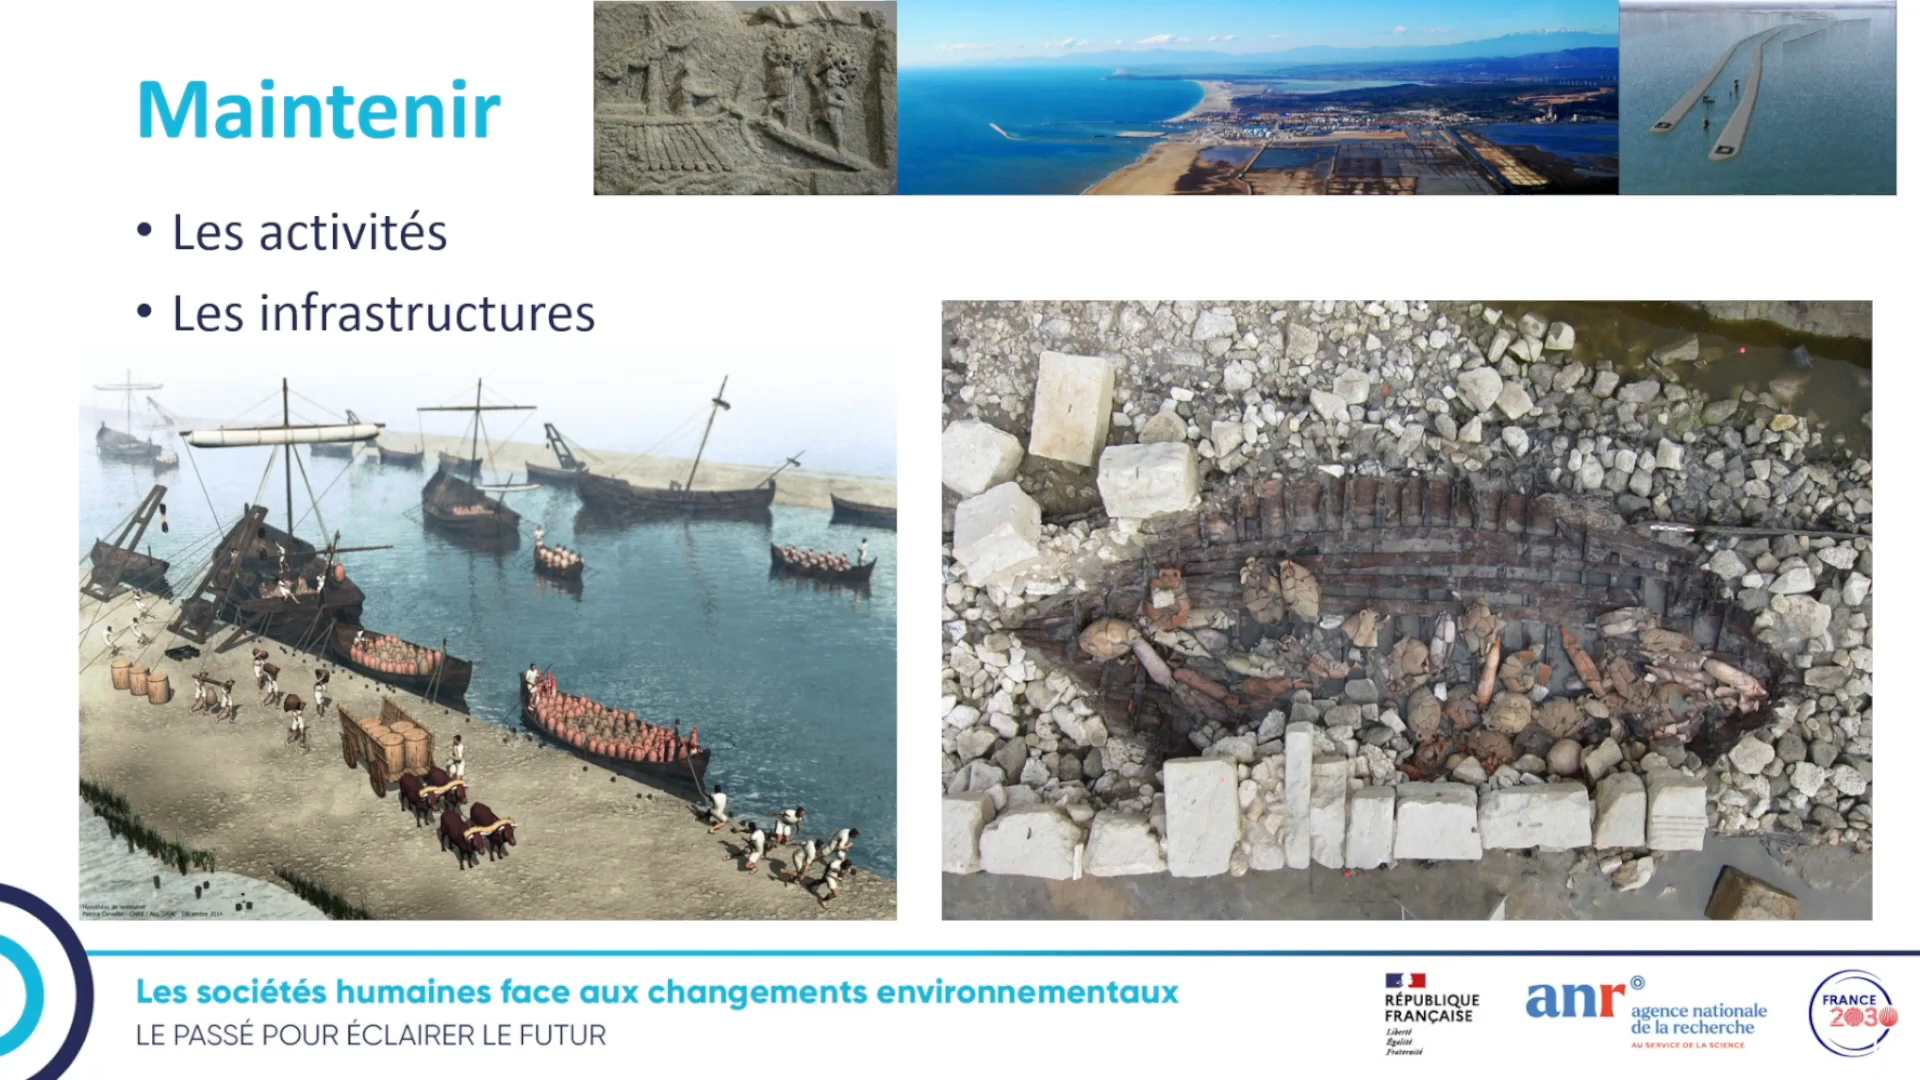 Maintenir
• Les activités
• Les infrastructures
Les sociétés humaines face aux changements environnementaux
LE PASSÉ POUR ÉCLAIRER LE FUTUR
RÉPUBLIQUE
FRANÇAISE
Liberté
Égalité
Fraternité
anr
agence nationale
de la recherche
AU SERVICE DE LA SCIENCE
FRANCE
2030